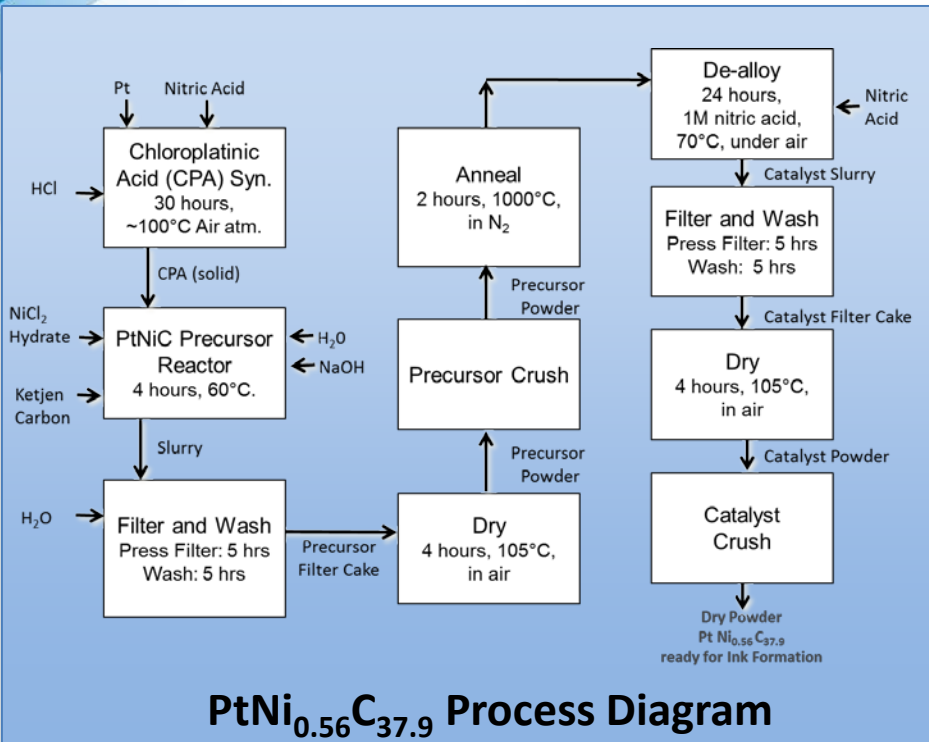 Pt
Nitric Acid
HCl
Chloroplatinic
Acid (CPA) Syn.
30 hours,
~100°C Air atm.
CPA (solid)
NiCl₂
Hydrate
Ketjen
Carbon
PtNiC Precursor
Reactor
4 hours, 60°C.
H₂O
NaOH
Slurry
H₂O
Filter and Wash
Press Filter: 5 hrs
Wash: 5 hrs
Precursor
Filter Cake
Dry
4 hours, 105°C,
in air
Precursor
Powder
Precursor Crush
Precursor
Powder
Anneal
2 hours, 1000°C,
in N₂
De-alloy
24 hours,
1M nitric acid,
70°C, under air
Nitric
Acid
Catalyst Slurry
Filter and Wash
Press Filter: 5 hrs
Wash: 5 hrs
Catalyst Filter Cake
Dry
4 hours, 105°C,
in air
Catalyst Powder
Catalyst
Crush
Dry Powder
Pt Ni₀.₅₆C₃₇.₉
ready for Ink Formation
PtNi₀.₅₆C₃₇.₉ Process Diagram